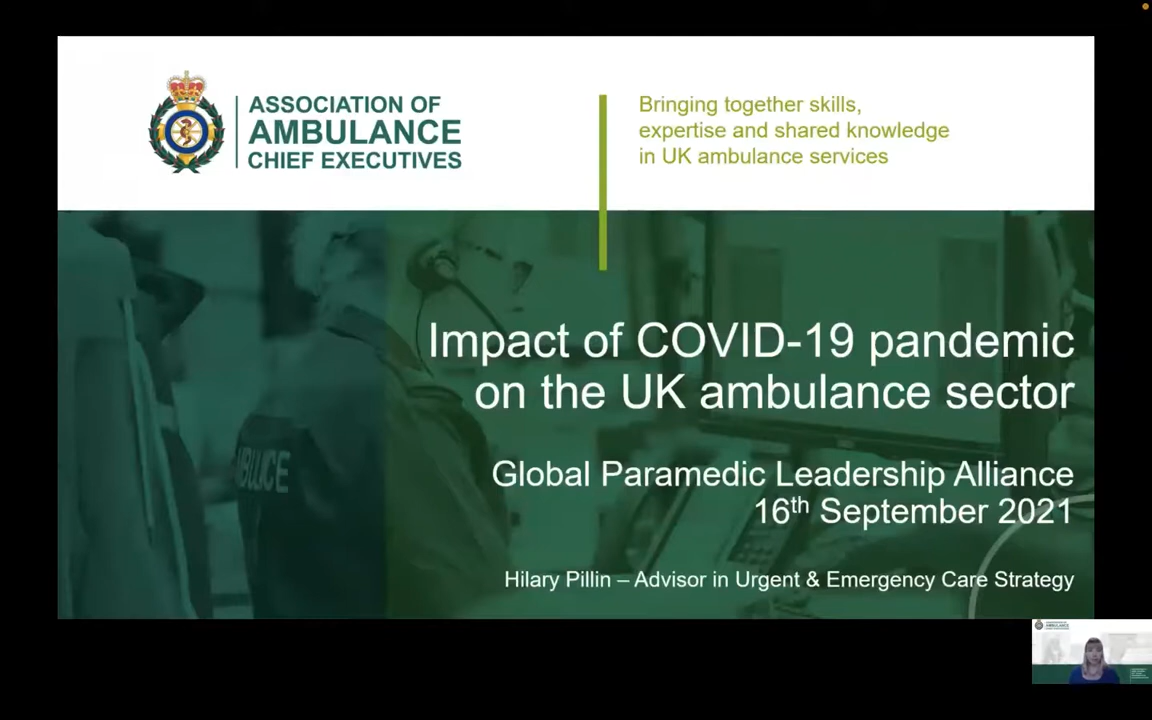 ASSOCIATION OF
AMBULANCE
CHIEF EXECUTIVES
Bringing together skills,
expertise and shared knowledge
in UK ambulance services
Impact of COVID-19 pandemic
on the UK ambulance sector
Global Paramedic Leadership Alliance
16th September 2021
Hilary Pillin – Advisor in Urgent & Emergency Care Strategy